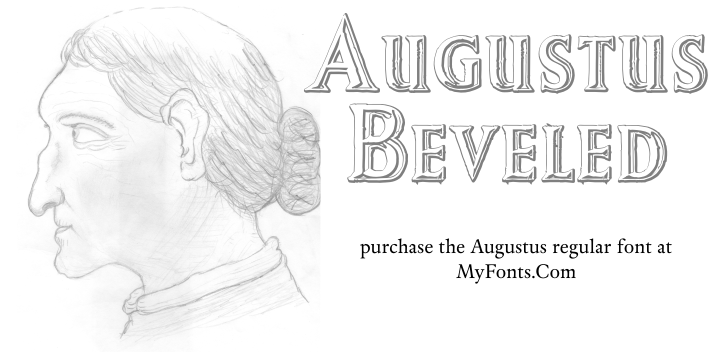 Augustus
Beveled
purchase the Augustus regular font at
MyFonts.Com